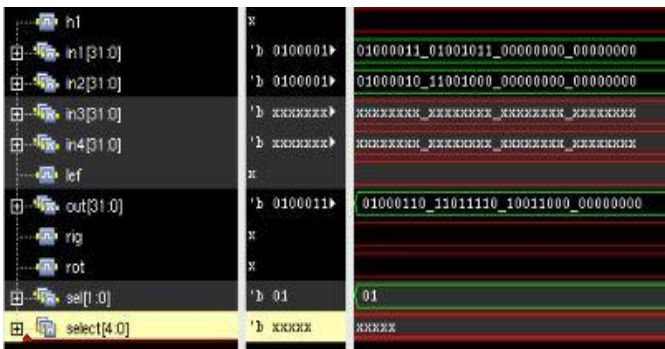 h1 x
in1[31:0] 'b 0100001 01000011_01001011_00000000_00000000
in2[31:0] 'b 0100001 01000010_11001000_00000000_00000000
in3[31:0] 'b xxxxxxx xxxxxxxx_xxxxxxxx_xxxxxxxx_xxxxxxxx
in4[31:0] 'b xxxxxxx xxxxxxxx_xxxxxxxx_xxxxxxxx_xxxxxxxx
lef x
out[31:0] 'b 0100011 01000110_11011110_10011000_00000000
rig x
rot x
sel[1:0] 'b 01 01
select[4:0] 'b xxxxx xxxxx